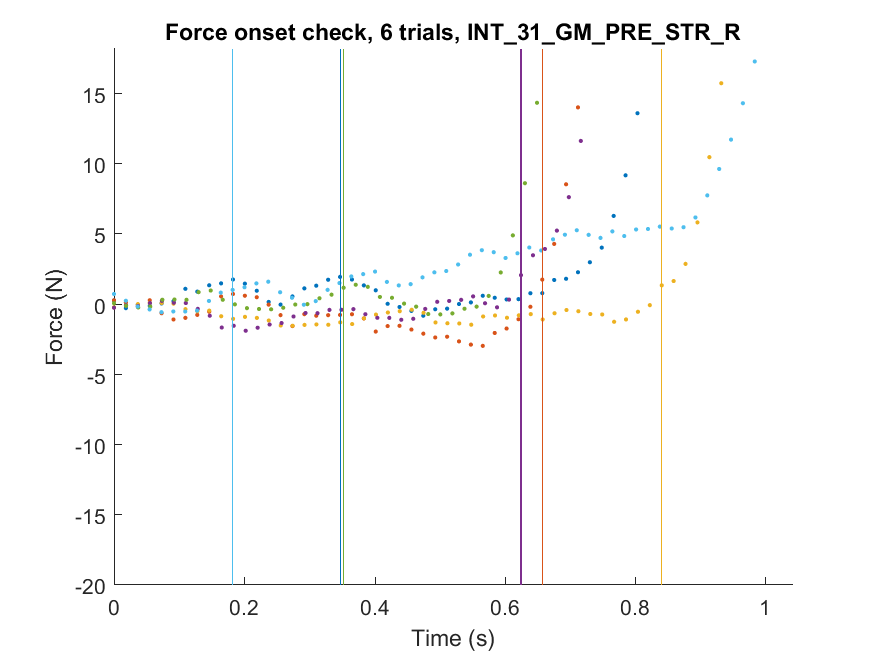 Force onset check, 6 trials, INT_31_GM_PRE_STR_R
15
10
5
0
-5
-10
-15
-20
Force (N)
0 0.2 0.4 0.6 0.8 1
Time (s)